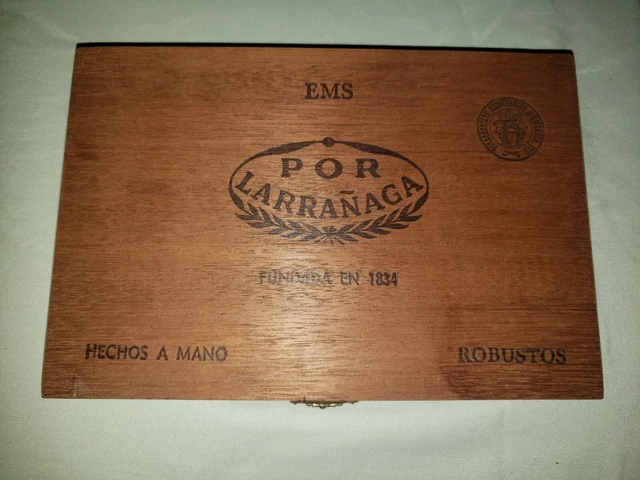 EMS
POR
LARRAÑAGA
FUNDADA EN 1834
HECHOS A MANO
ROBUSTOS